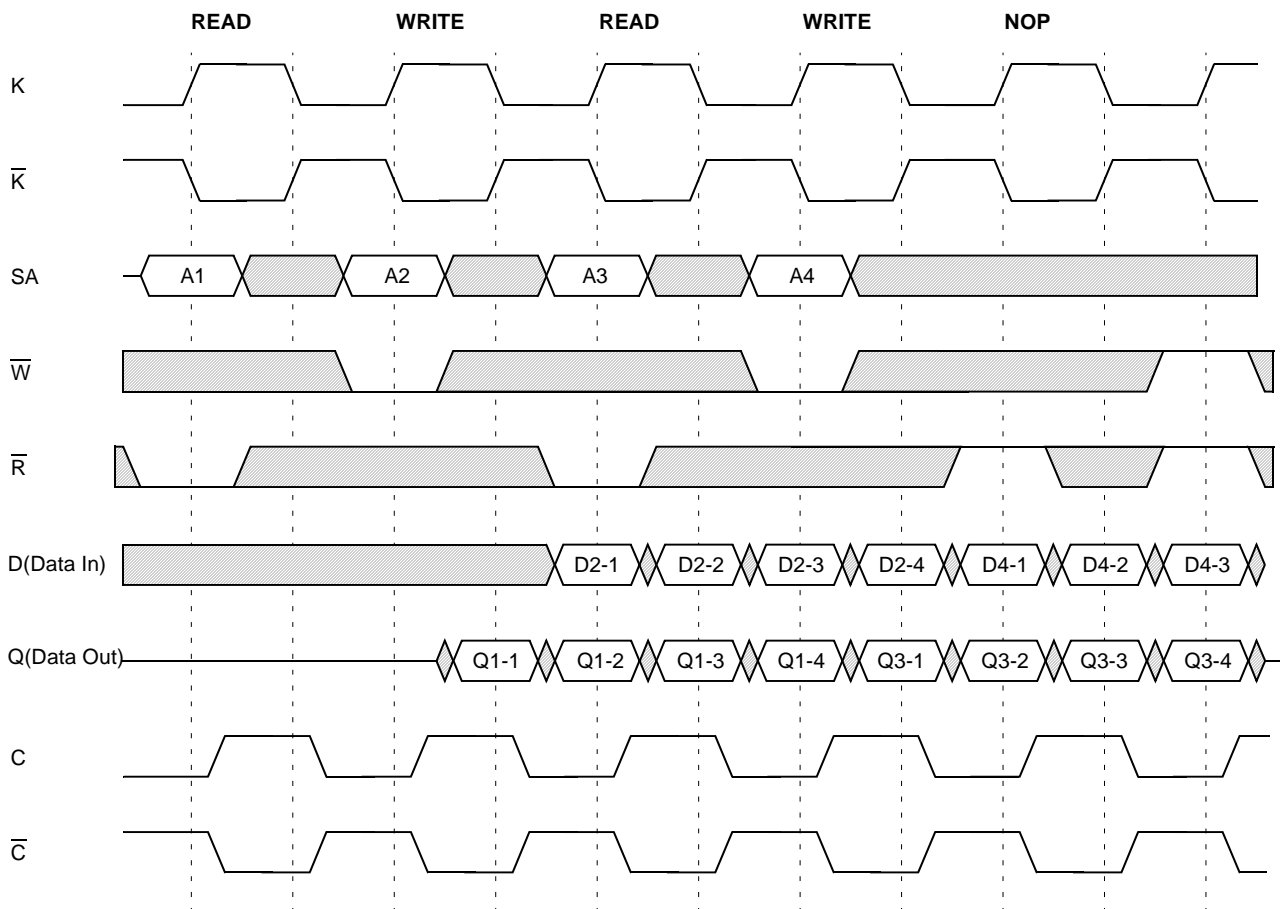 READ WRITE READ WRITE NOP
K
K̅
SA A1 A2 A3 A4
W̅
R̅
D(Data In) D2-1 D2-2 D2-3 D2-4 D4-1 D4-2 D4-3
Q(Data Out) Q1-1 Q1-2 Q1-3 Q1-4 Q3-1 Q3-2 Q3-3 Q3-4
C
C̅